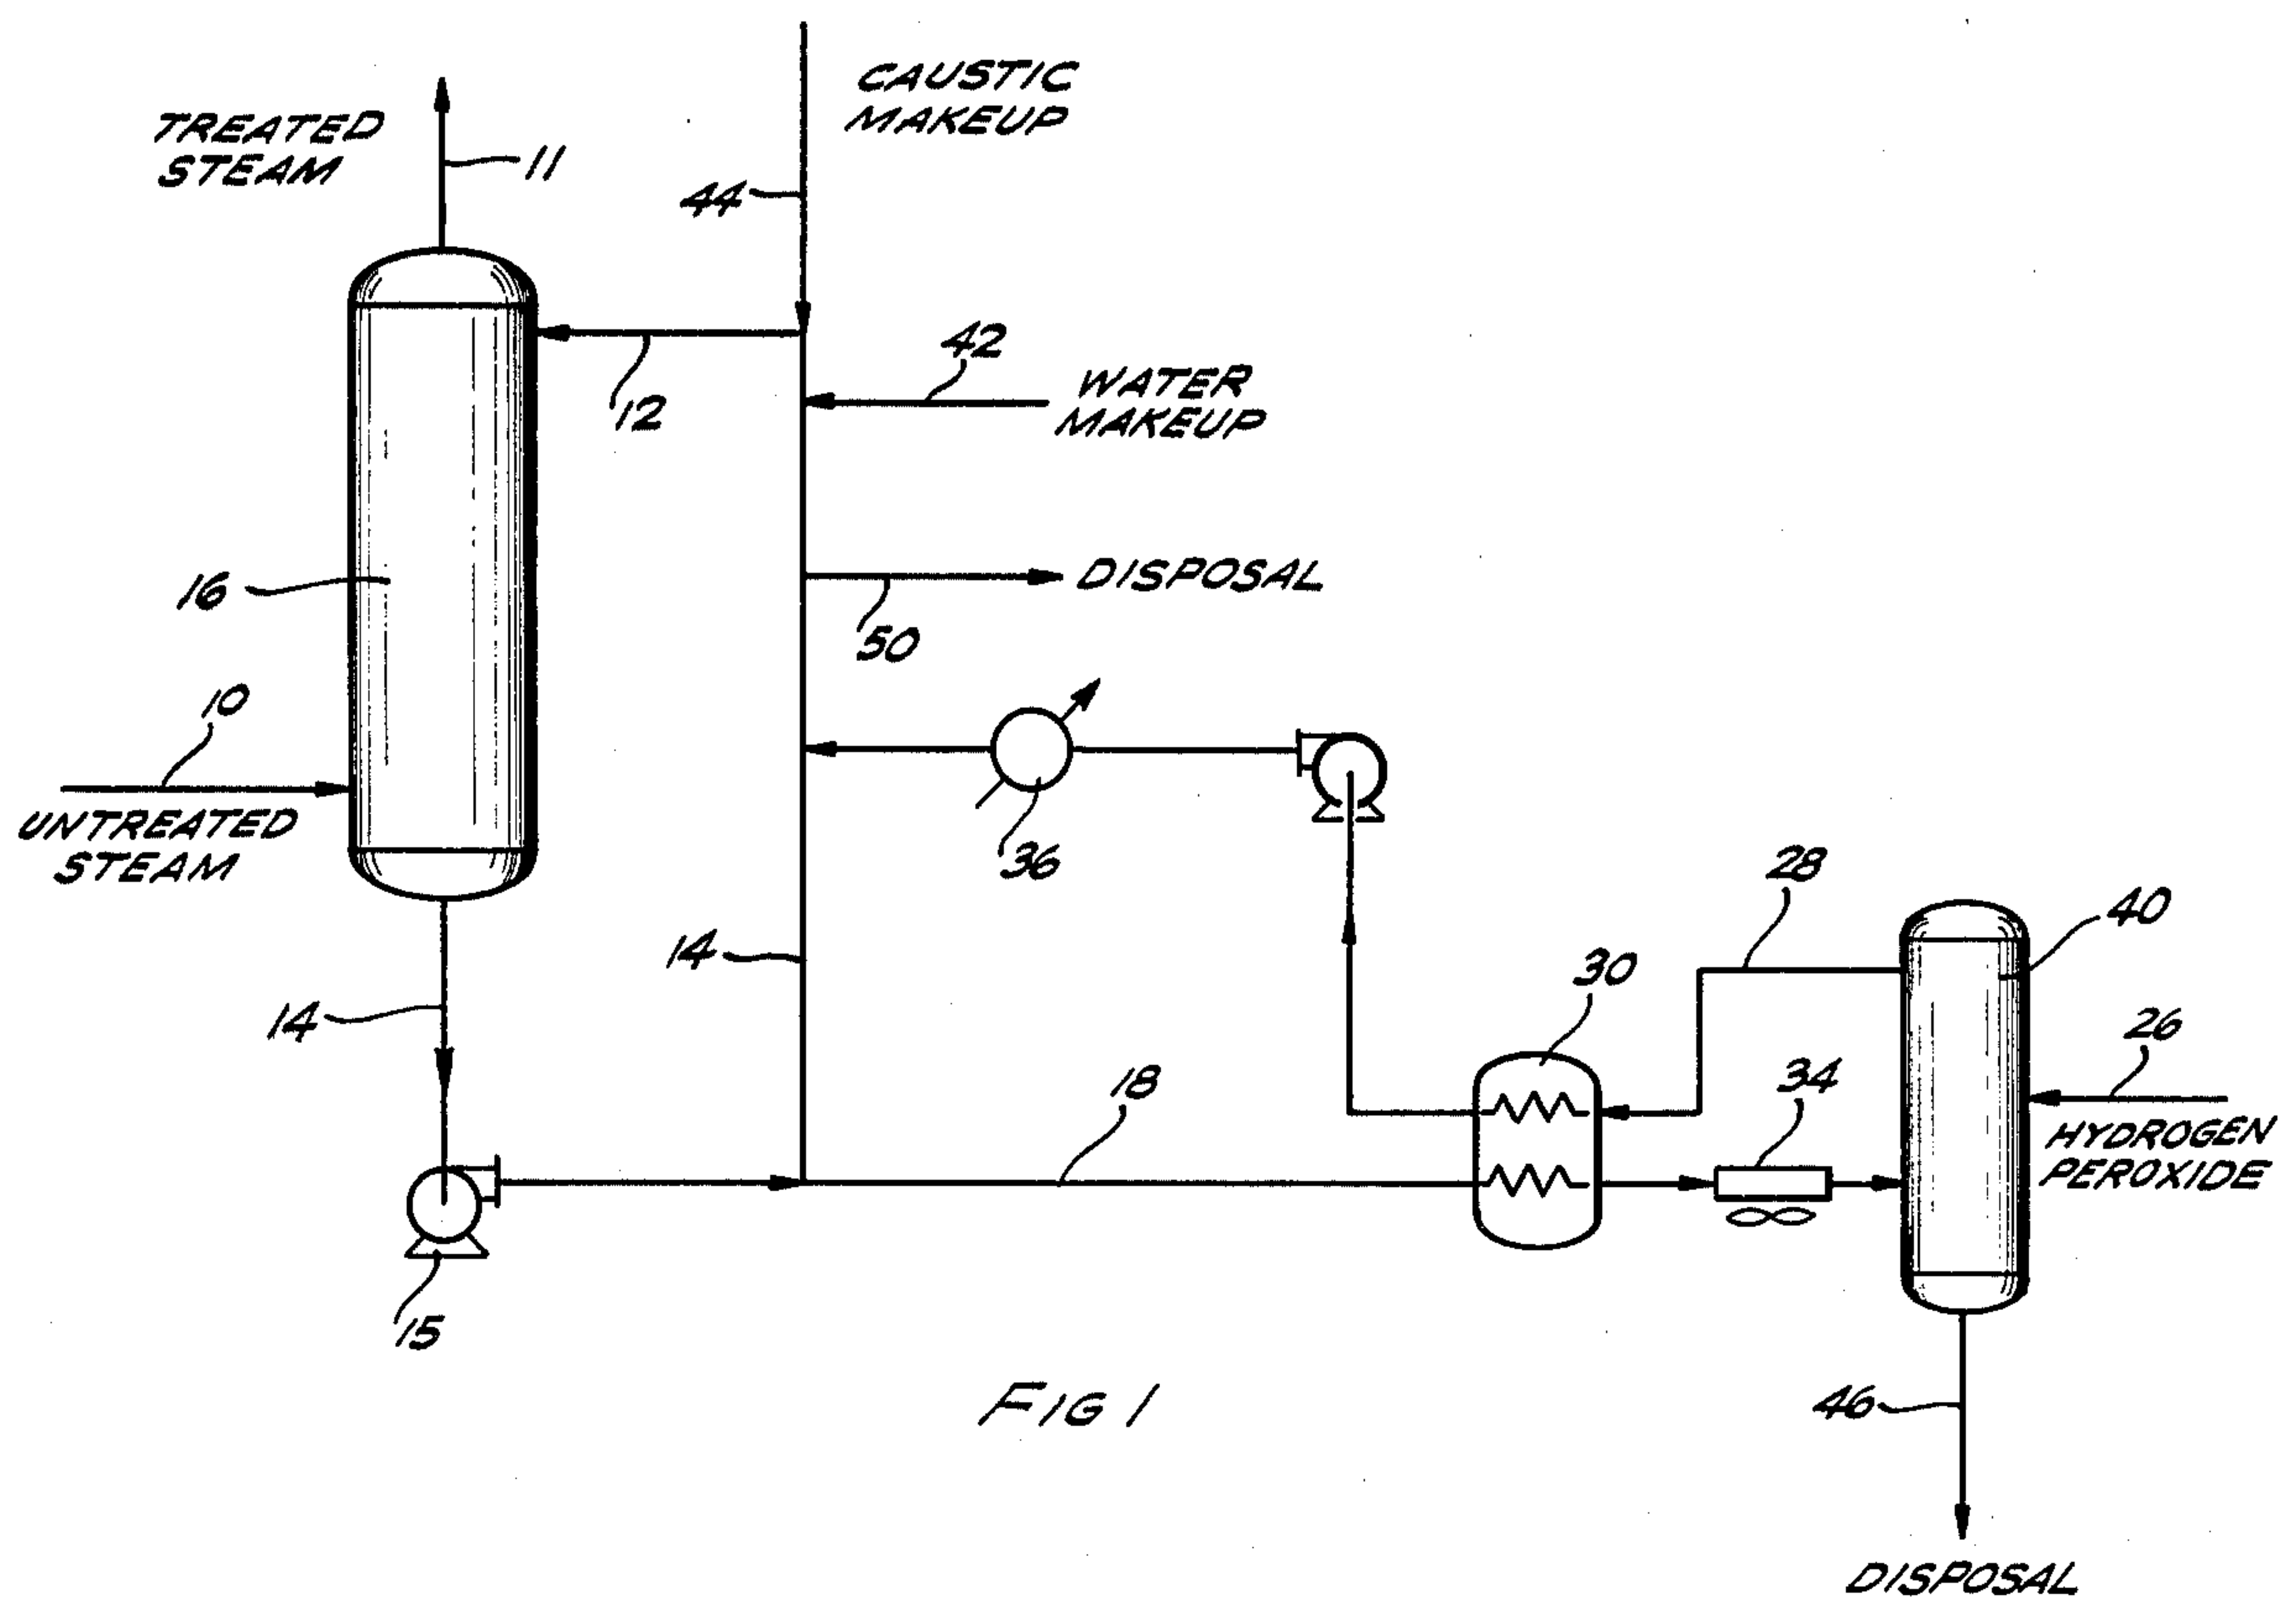 CAUSTIC
MAKEUP
TREATED
STEAM
11
44
42
12
WATER
MAKEUP
16
DISPOSAL
50
10
UNTREATED
STEAM
36
28
40
14
30
14
26
34
18
HYDROGEN
PEROXIDE
15
FIG 1
46
DISPOSAL